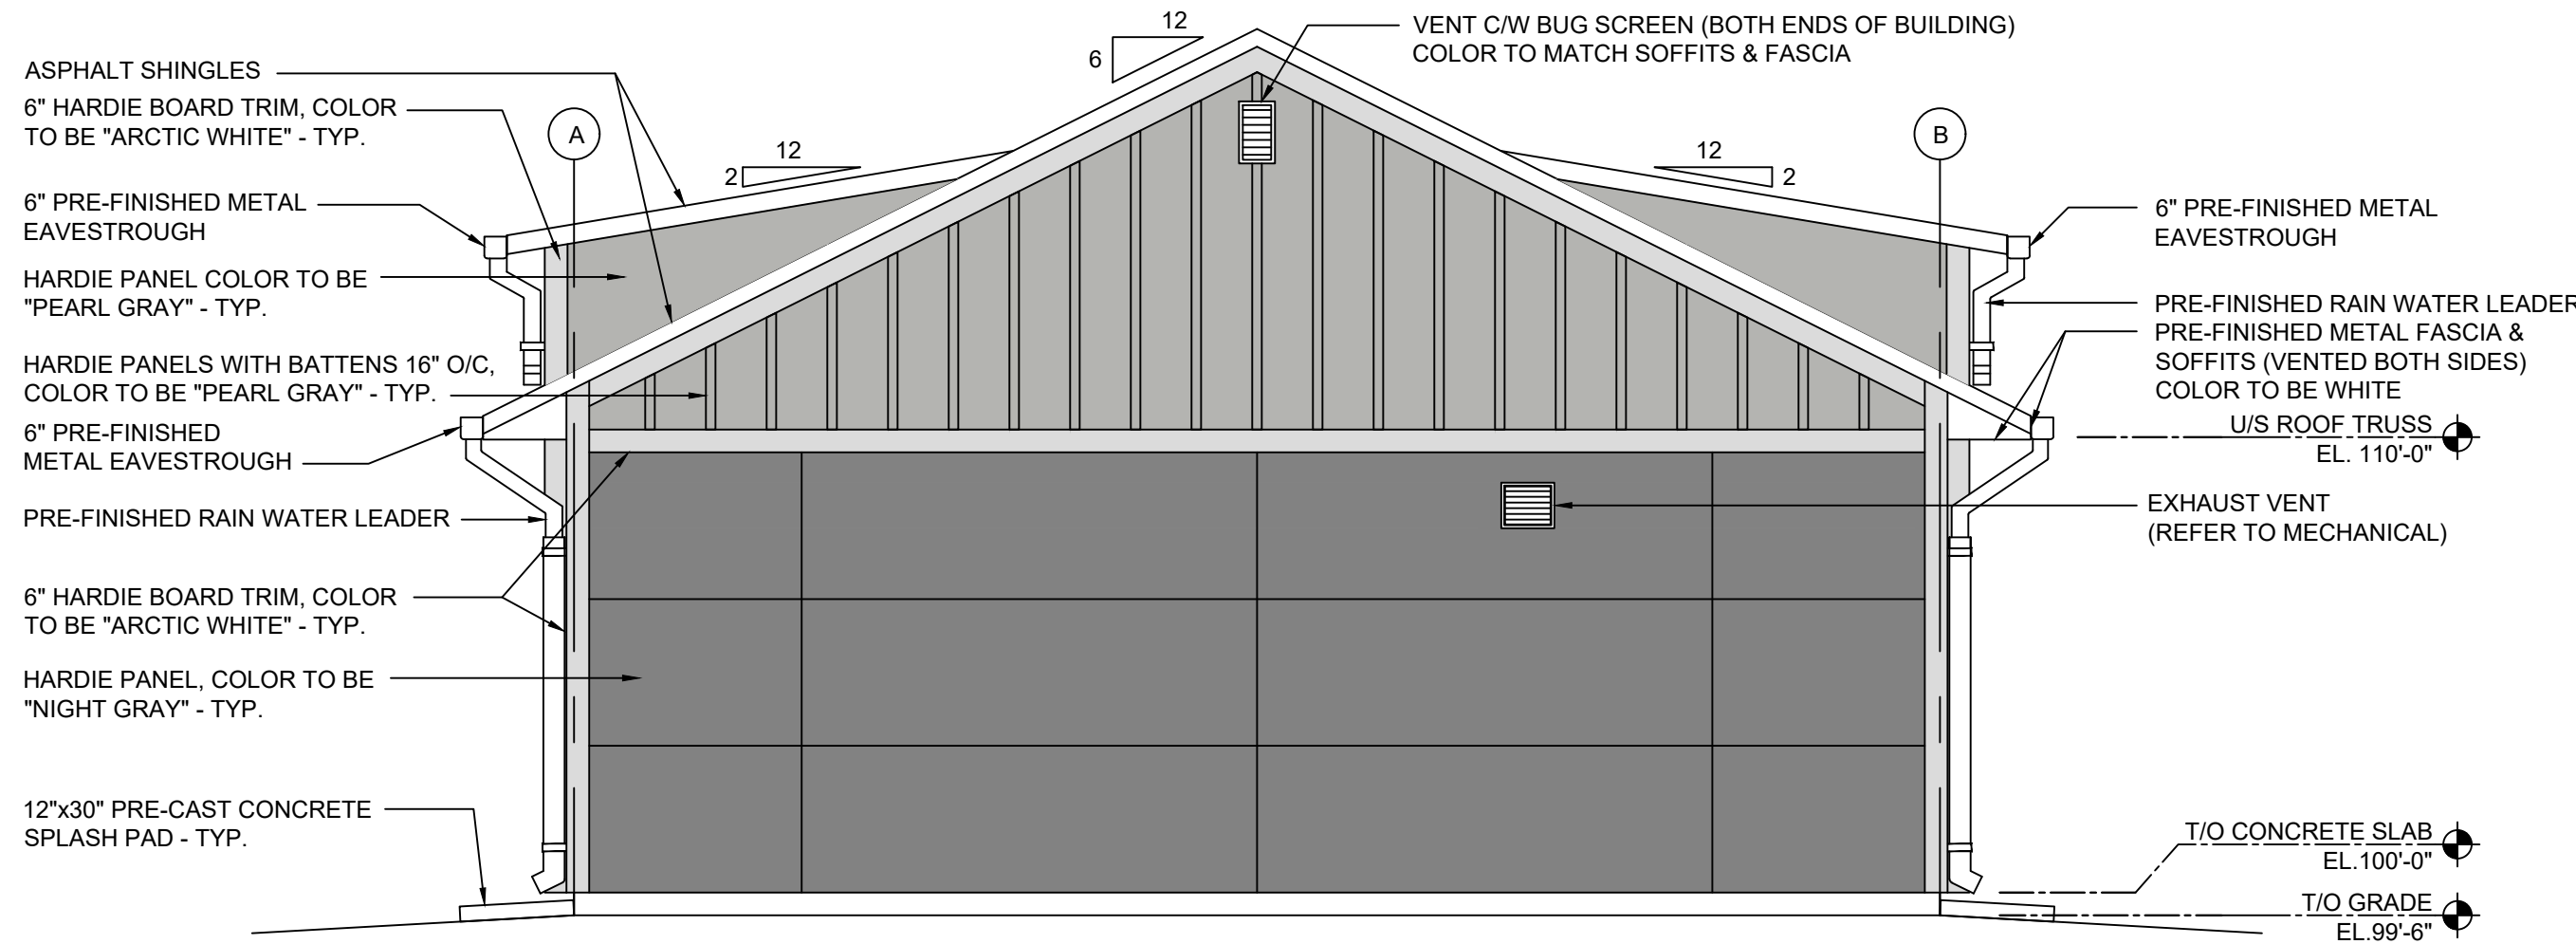 12
6
VENT C/W BUG SCREEN (BOTH ENDS OF BUILDING)
COLOR TO MATCH SOFFITS & FASCIA
ASPHALT SHINGLES
6" HARDIE BOARD TRIM, COLOR
TO BE "ARCTIC WHITE" - TYP.
A
B
12
2
12
2
6" PRE-FINISHED METAL
EAVESTROUGH
6" PRE-FINISHED METAL
EAVESTROUGH
HARDIE PANEL COLOR TO BE
"PEARL GRAY" - TYP.
PRE-FINISHED RAIN WATER LEADER
PRE-FINISHED METAL FASCIA &
SOFFITS (VENTED BOTH SIDES)
COLOR TO BE WHITE
HARDIE PANELS WITH BATTENS 16" O/C,
COLOR TO BE "PEARL GRAY" - TYP.
U/S ROOF TRUSS
EL. 110'-0"
6" PRE-FINISHED
METAL EAVESTROUGH
PRE-FINISHED RAIN WATER LEADER
EXHAUST VENT
(REFER TO MECHANICAL)
6" HARDIE BOARD TRIM, COLOR
TO BE "ARCTIC WHITE" - TYP.
HARDIE PANEL, COLOR TO BE
"NIGHT GRAY" - TYP.
12"x30" PRE-CAST CONCRETE
SPLASH PAD - TYP.
T/O CONCRETE SLAB
EL.100'-0"
T/O GRADE
EL.99'-6"